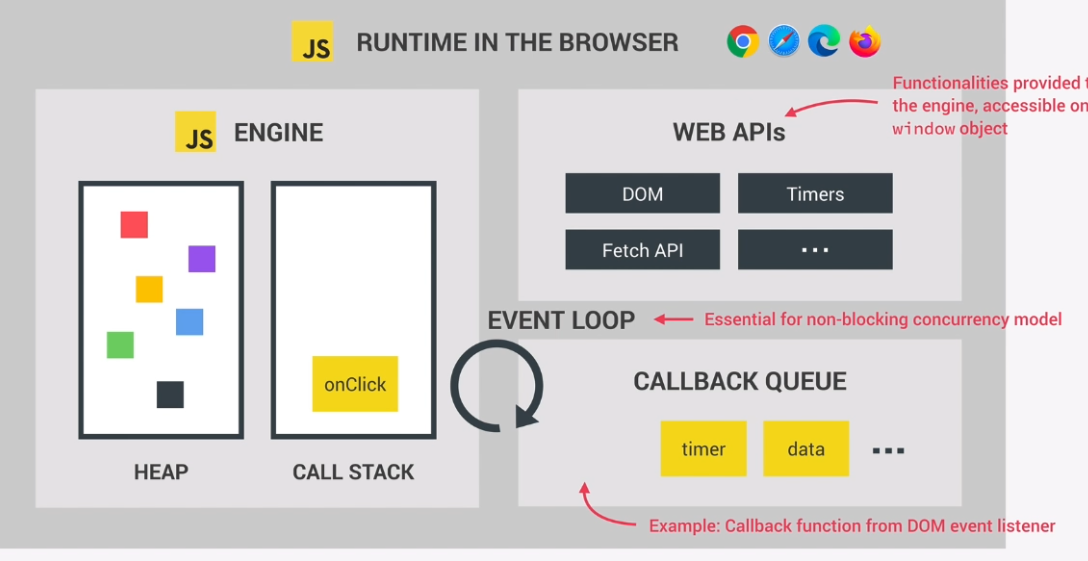 JS RUNTIME IN THE BROWSER
Functionalities provided t
the engine, accessible on
window object
JS ENGINE
WEB APIs
DOM
Timers
Fetch API
...
EVENT LOOP
Essential for non-blocking concurrency model
onClick
CALLBACK QUEUE
timer
data
...
HEAP
CALL STACK
Example: Callback function from DOM event listener